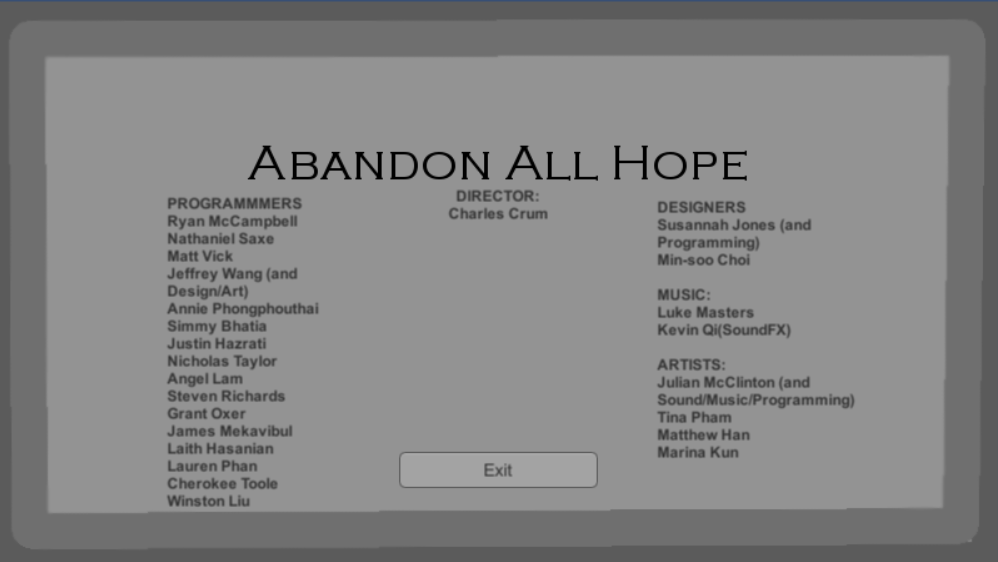 ABANDON ALL HOPE
PROGRAMMMERS
Ryan McCampbell
Nathaniel Saxe
Matt Vick
Jeffrey Wang (and
Design/Art)
Annie Phongphouthai
Simmy Bhatia
Justin Hazrati
Nicholas Taylor
Angel Lam
Steven Richards
Grant Oxer
James Mekavibul
Laith Hasanian
Lauren Phan
Cherokee Toole
Winston Liu
DIRECTOR:
Charles Crum
Exit
DESIGNERS
Susannah Jones (and
Programming)
Min-soo Choi
MUSIC:
Luke Masters
Kevin Qi(SoundFX)
ARTISTS:
Julian McClinton (and
Sound/Music/Programming)
Tina Pham
Matthew Han
Marina Kun